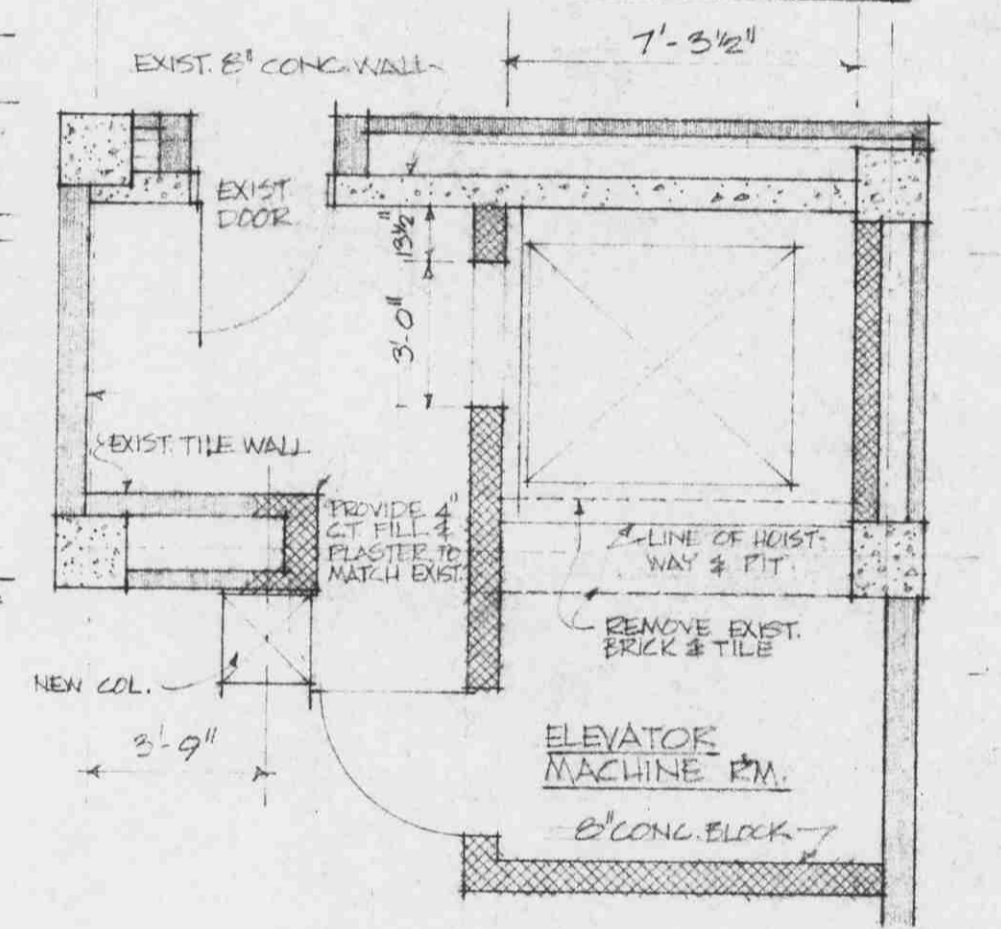 7'-3½"
EXIST. 8" CONC. WALL
EXIST.
DOOR
13½"
3'-0"
EXIST. TILE WALL
PROVIDE 4"
C.T. FILL &
PLASTER TO
MATCH EXIST.
LINE OF HOIST-
WAY & PIT
REMOVE EXIST.
BRICK & TILE
NEW COL.
3'-9"
ELEVATOR
MACHINE RM.
8" CONC. BLOCK